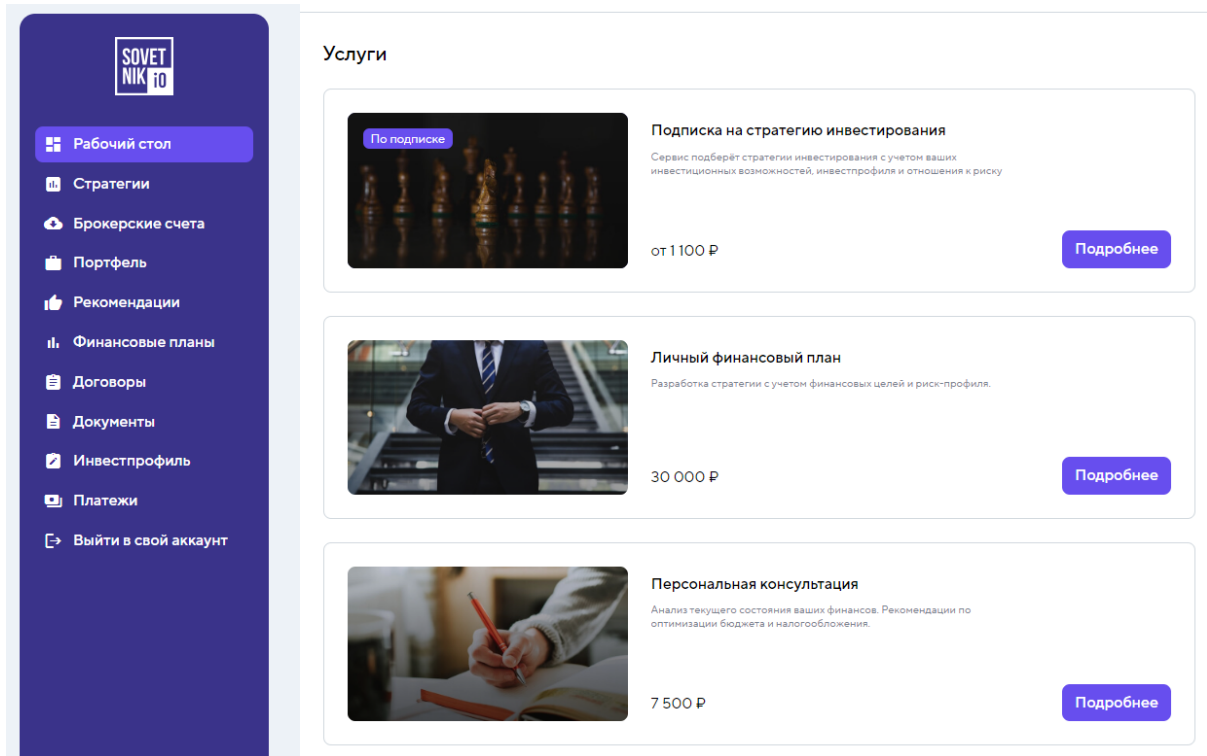 SOVET
NIK iO
Рабочий стол
Стратегии
Брокерские счета
Портфель
Рекомендации
Финансовые планы
Договоры
Документы
Инвестпрофиль
Платежи
Выйти в свой аккаунт
Услуги
По подписке
Подписка на стратегию инвестирования
Сервис подберёт стратегии инвестирования с учетом ваших
инвестиционных возможностей, инвестпрофиля и отношения к риску
от 1 100 ₽
Подробнее
Личный финансовый план
Разработка стратегии с учетом финансовых целей и риск-профиля.
30 000 ₽
Подробнее
Персональная консультация
Анализ текущего состояния ваших финансов. Рекомендации по
оптимизации бюджета и налогообложения.
7 500 ₽
Подробнее